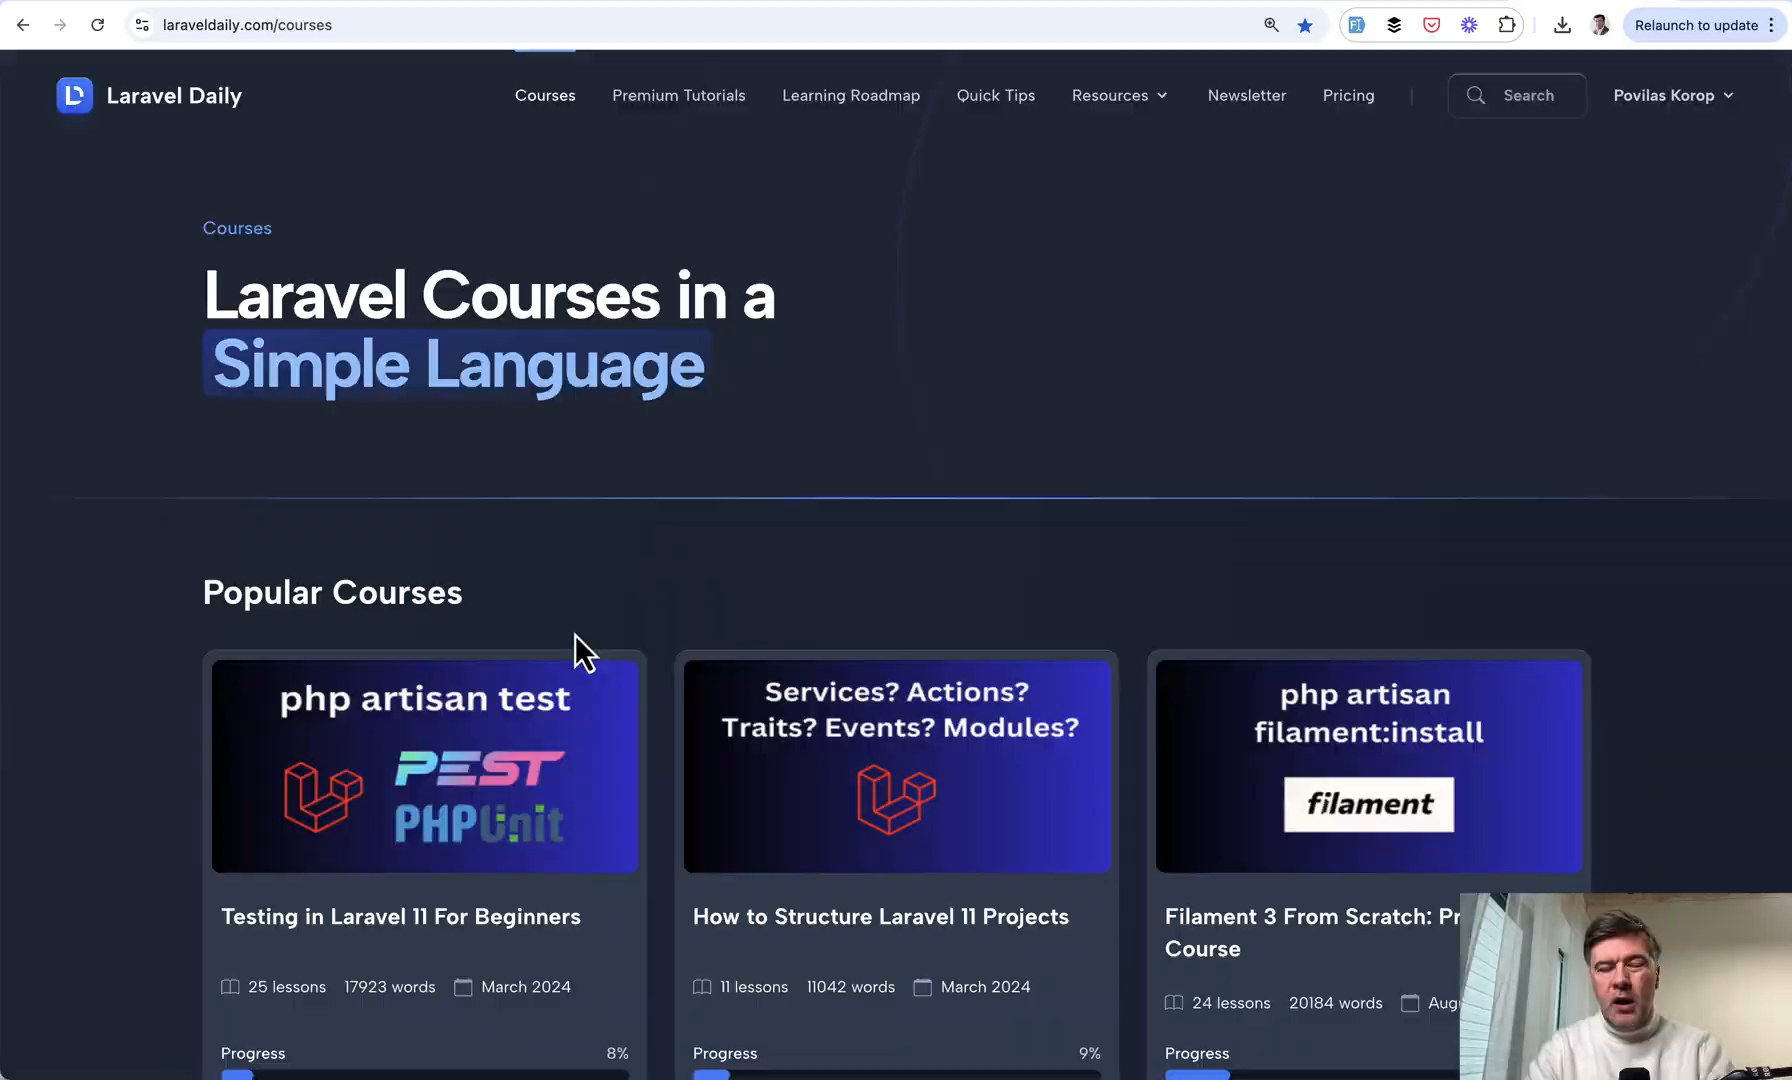 laraveldaily.com/courses
Relaunch to update
Laravel Daily
Courses
Premium Tutorials
Learning Roadmap
Quick Tips
Resources
Newsletter
Pricing
Search
Povilas Korop
Courses
Laravel Courses in a
Simple Language
Popular Courses
php artisan test
PEST
PHPUnit
Testing in Laravel 11 For Beginners
25 lessons 17923 words March 2024
Progress 8%
Services? Actions?
Traits? Events? Modules?
How to Structure Laravel 11 Projects
11 lessons 11042 words March 2024
Progress 9%
php artisan
filament:install
filament
Filament 3 From Scratch: Pr
Course
24 lessons 20184 words Aug
Progress